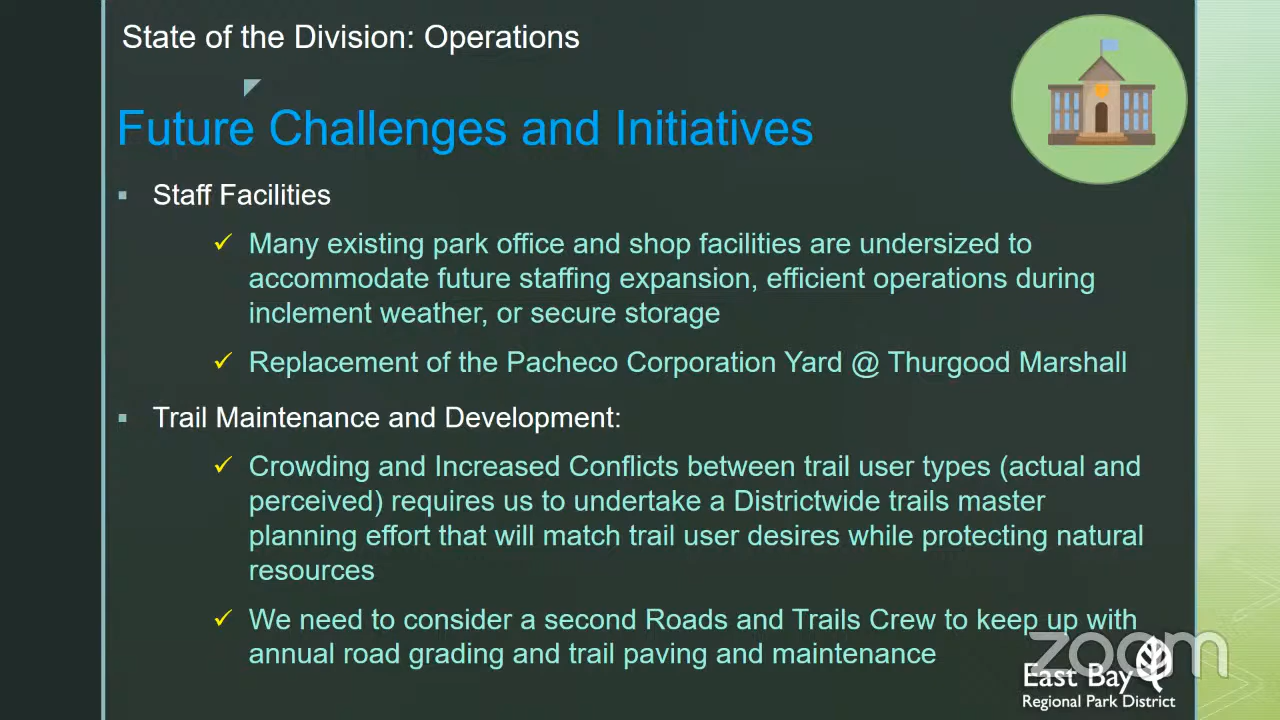 State of the Division: Operations
Future Challenges and Initiatives
▪ Staff Facilities
✓ Many existing park office and shop facilities are undersized to
accommodate future staffing expansion, efficient operations during
inclement weather, or secure storage
✓ Replacement of the Pacheco Corporation Yard @ Thurgood Marshall
▪ Trail Maintenance and Development:
✓ Crowding and Increased Conflicts between trail user types (actual and
perceived) requires us to undertake a Districtwide trails master
planning effort that will match trail user desires while protecting natural
resources
✓ We need to consider a second Roads and Trails Crew to keep up with
annual road grading and trail paving and maintenance
zoom
East Bay
Regional Park District